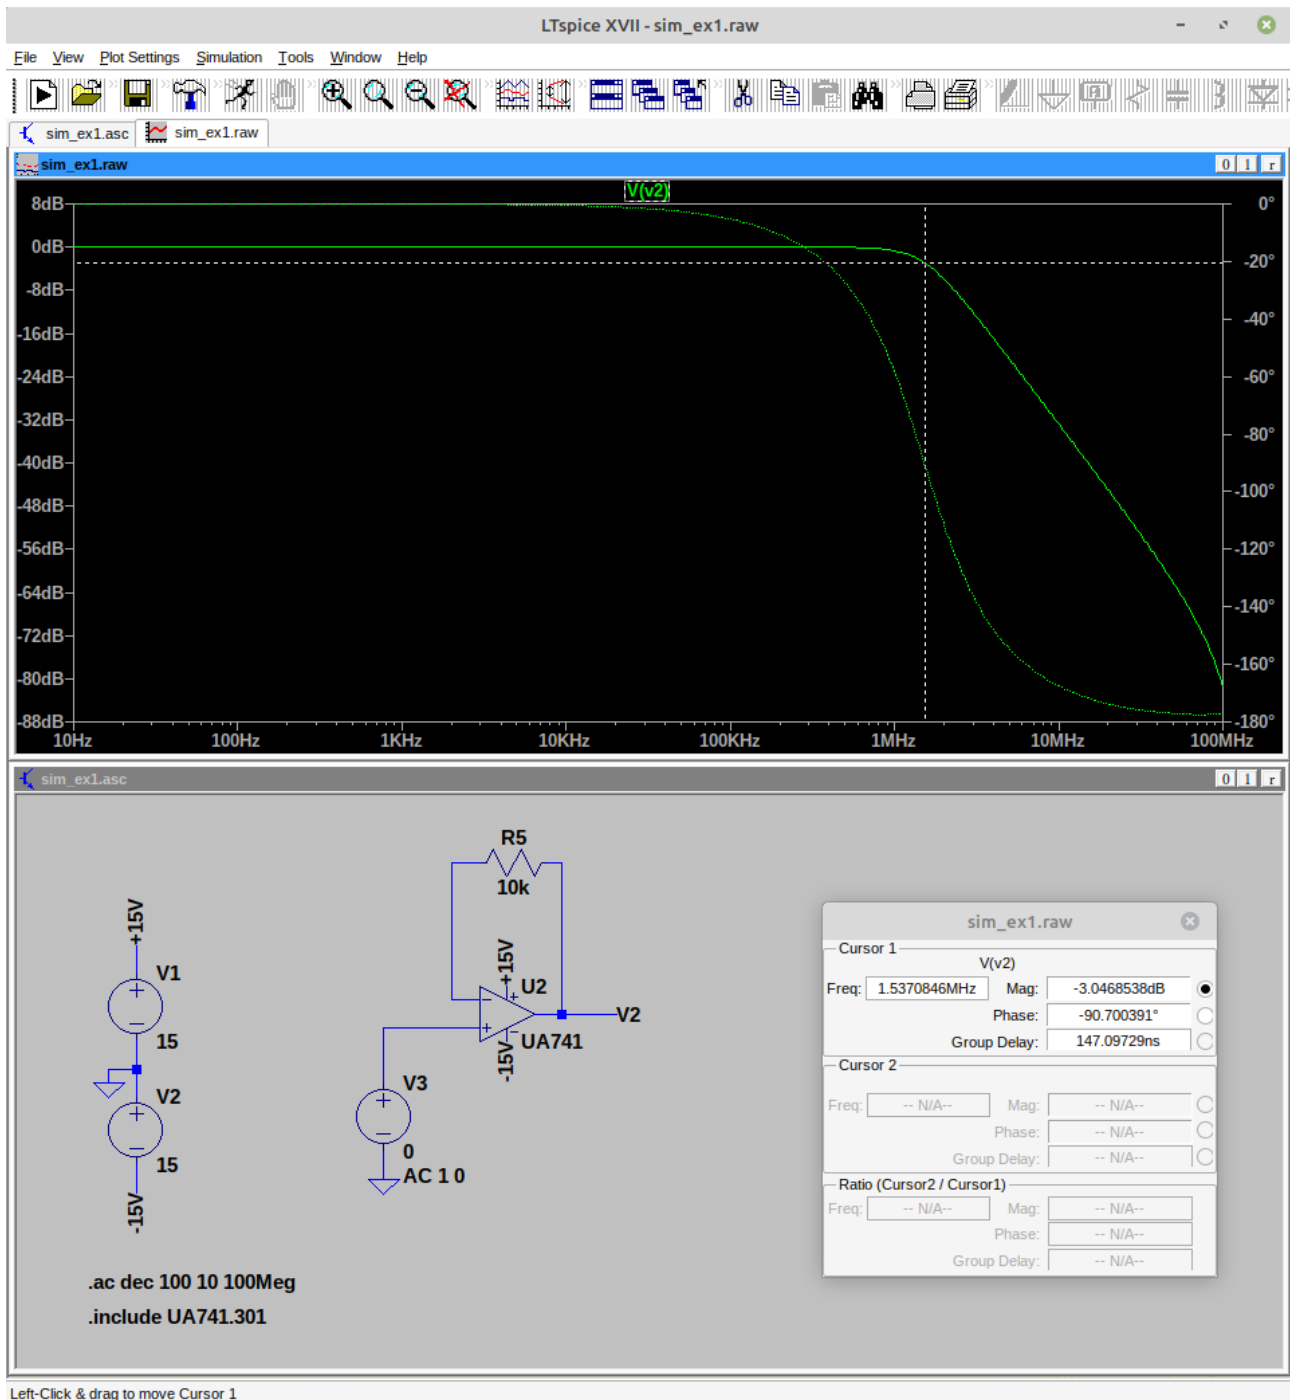 LTspice XVII - sim_ex1.raw
File View Plot Settings Simulation Tools Window Help
sim_ex1.asc sim_ex1.raw
sim_ex1.raw
V(v2)
8dB
0dB
-8dB
-16dB
-24dB
-32dB
-40dB
-48dB
-56dB
-64dB
-72dB
-80dB
-88dB
0°
-20°
-40°
-60°
-80°
-100°
-120°
-140°
-160°
-180°
10Hz 100Hz 1KHz 10KHz 100KHz 1MHz 10MHz 100MHz
sim_ex1.asc
+15V
V1
15
V2
15
-15V
R5
10k
+15V
U2
UA741
-15V
V2
V3
0
AC 1 0
.ac dec 100 10 100Meg
.include UA741.301
sim_ex1.raw
Cursor 1
V(v2)
Freq: 1.5370846MHz Mag: -3.0468538dB
Phase: -90.700391°
Group Delay: 147.09729ns
Cursor 2
Freq: -- N/A-- Mag: -- N/A--
Phase: -- N/A--
Group Delay: -- N/A--
Ratio (Cursor2 / Cursor1)
Freq: -- N/A-- Mag: -- N/A--
Phase: -- N/A--
Group Delay: -- N/A--
Left-Click & drag to move Cursor 1